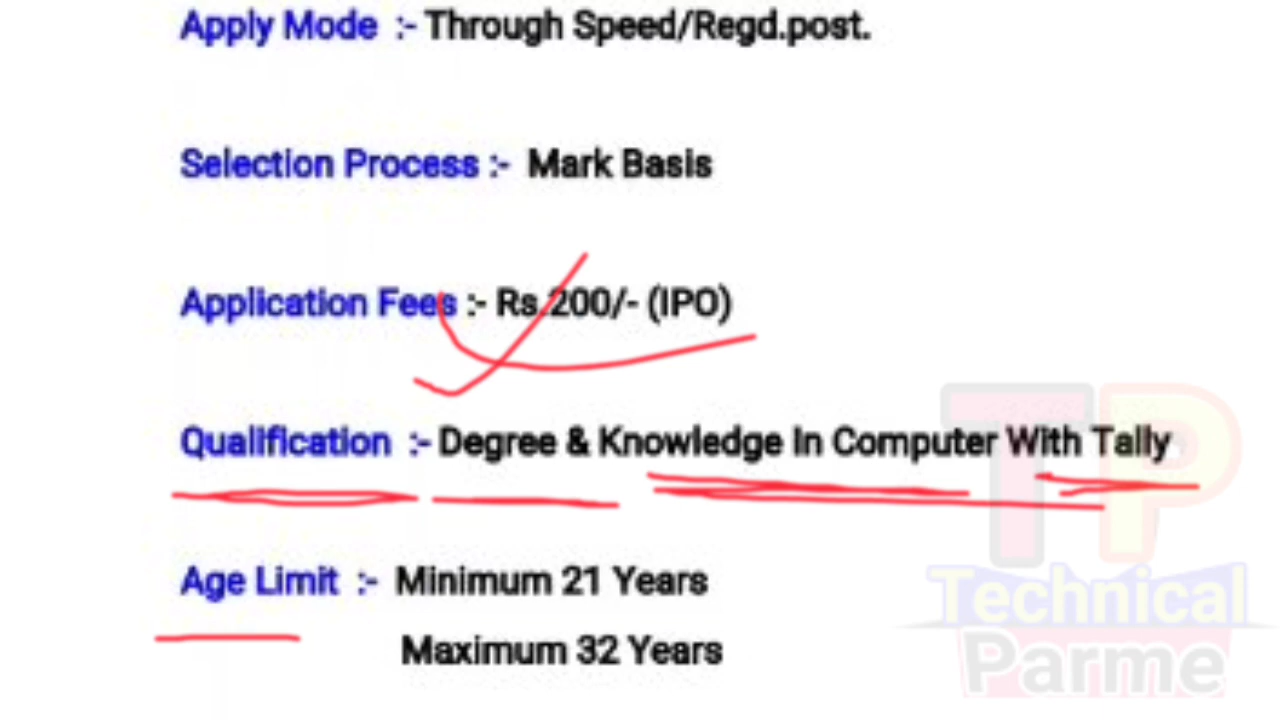 Apply Mode :- Through Speed/Regd.post.
Selection Process :- Mark Basis
Application Fees :- Rs.200/- (IPO)
Qualification :- Degree & Knowledge In Computer With Tally
Age Limit :- Minimum 21 Years
Maximum 32 Years
TP
Technical
Parme